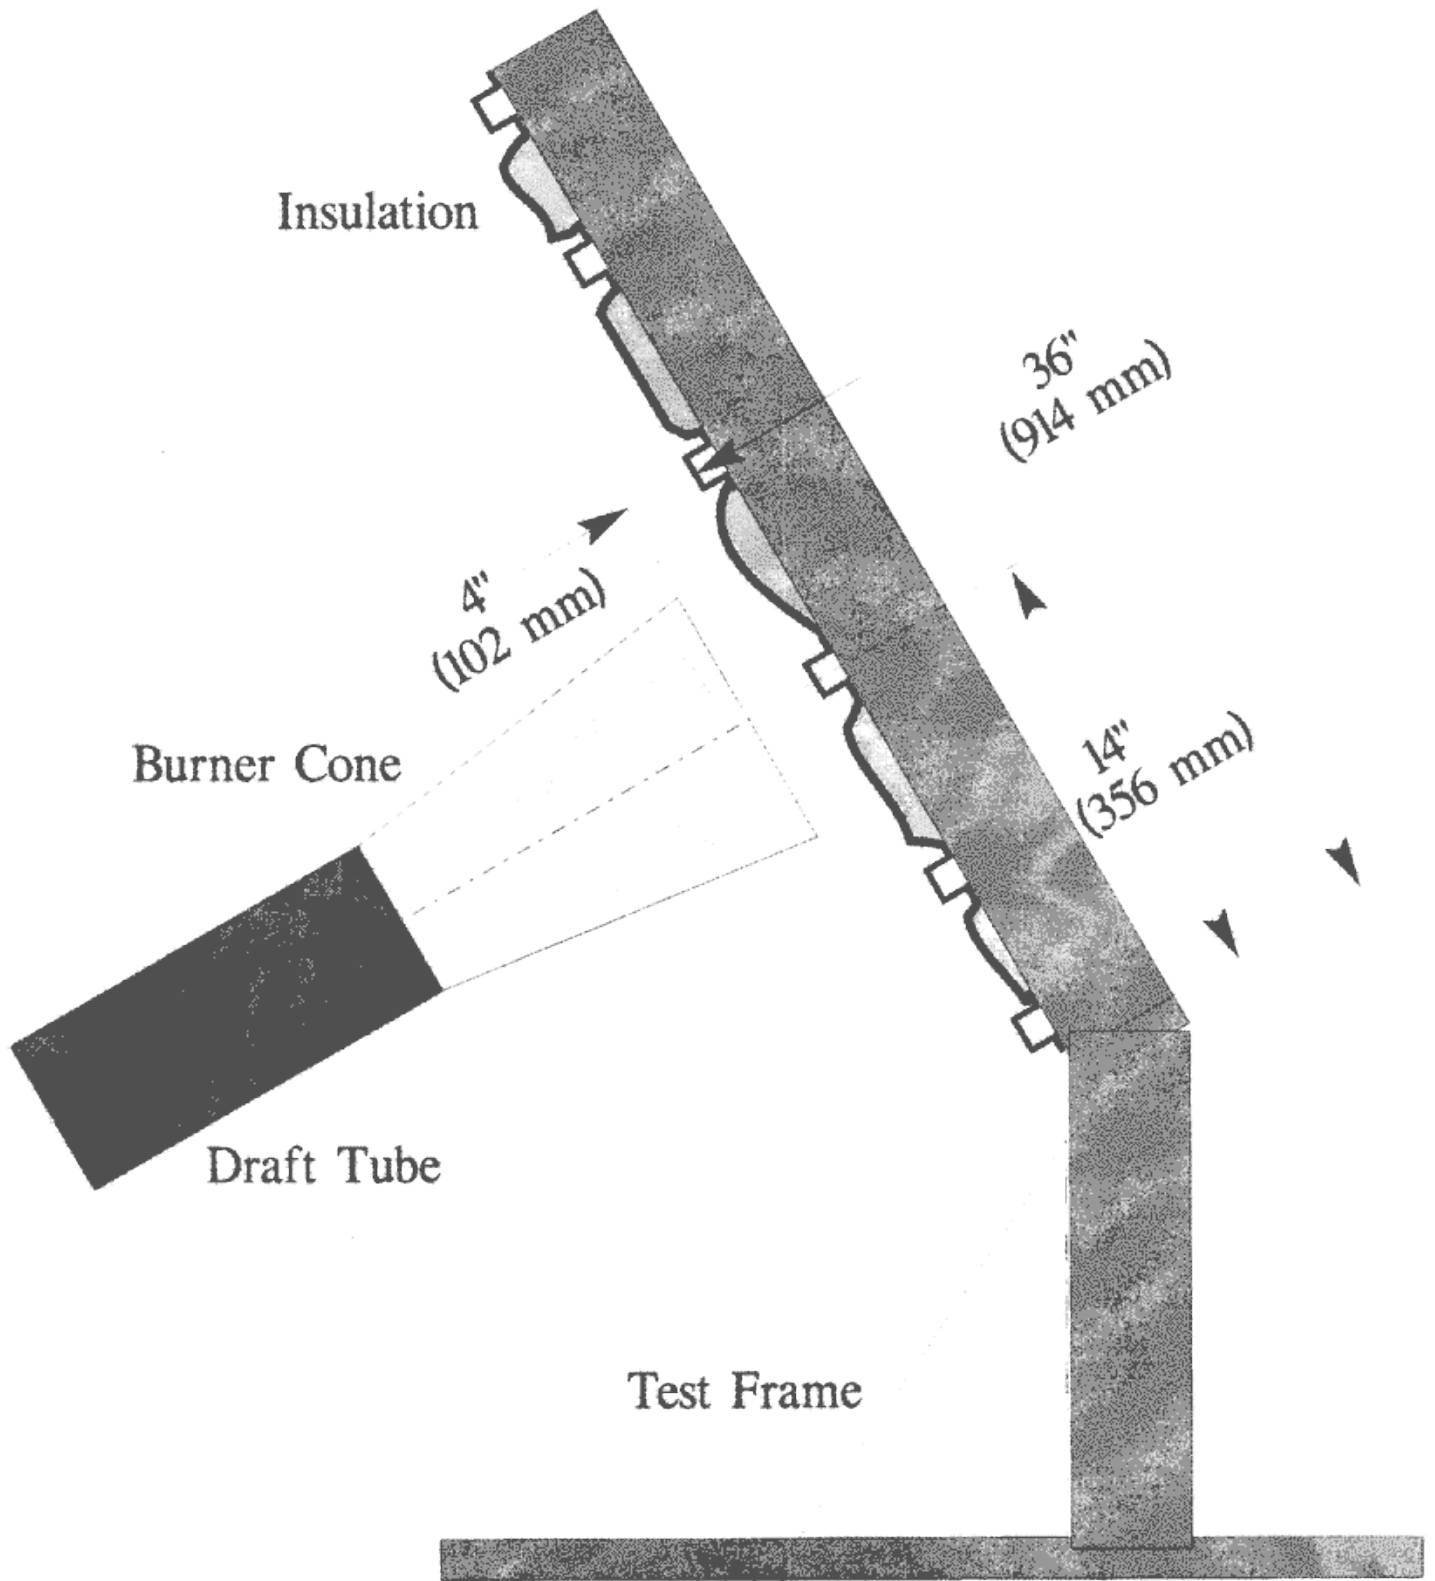 Insulation
36"
(914 mm)
4"
(102 mm)
Burner Cone
14"
(356 mm)
Draft Tube
Test Frame